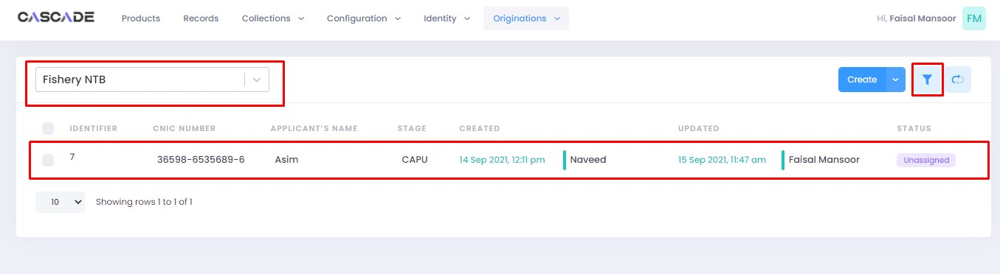 CASCADE Products Records Collections Configuration Identity Originations Hi, Faisal Mansoor FM
Fishery NTB Create
IDENTIFIER CNIC NUMBER APPLICANT'S NAME STAGE CREATED UPDATED STATUS
7 36598-6535689-6 Asim CAPU 14 Sep 2021, 12:11 pm Naveed 15 Sep 2021, 11:47 am Faisal Mansoor Unassigned
10 Showing rows 1 to 1 of 1